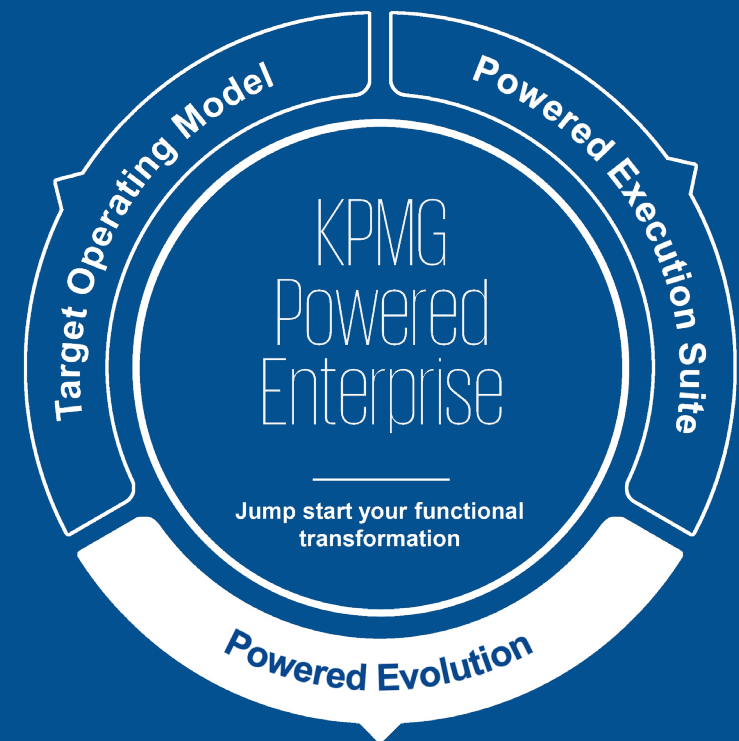 Target Operating Model
Powered Execution Suite
KPMG
Powered
Enterprise
Jump start your functional
transformation
Powered Evolution